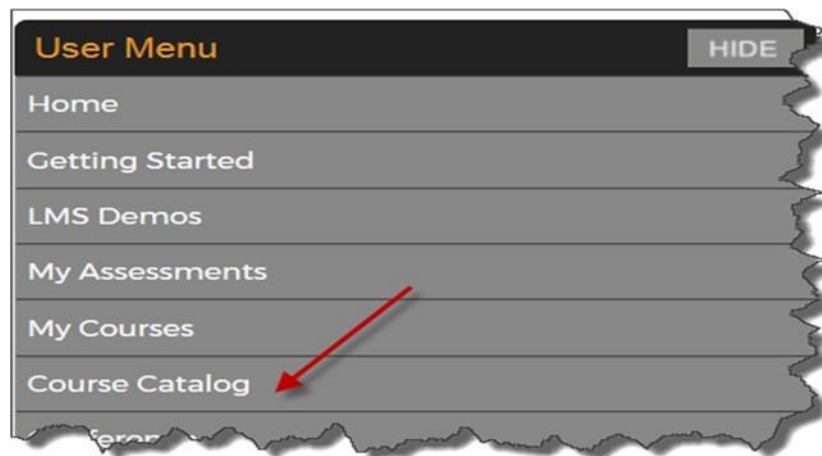 User Menu HIDE
Home
Getting Started
LMS Demos
My Assessments
My Courses
Course Catalog